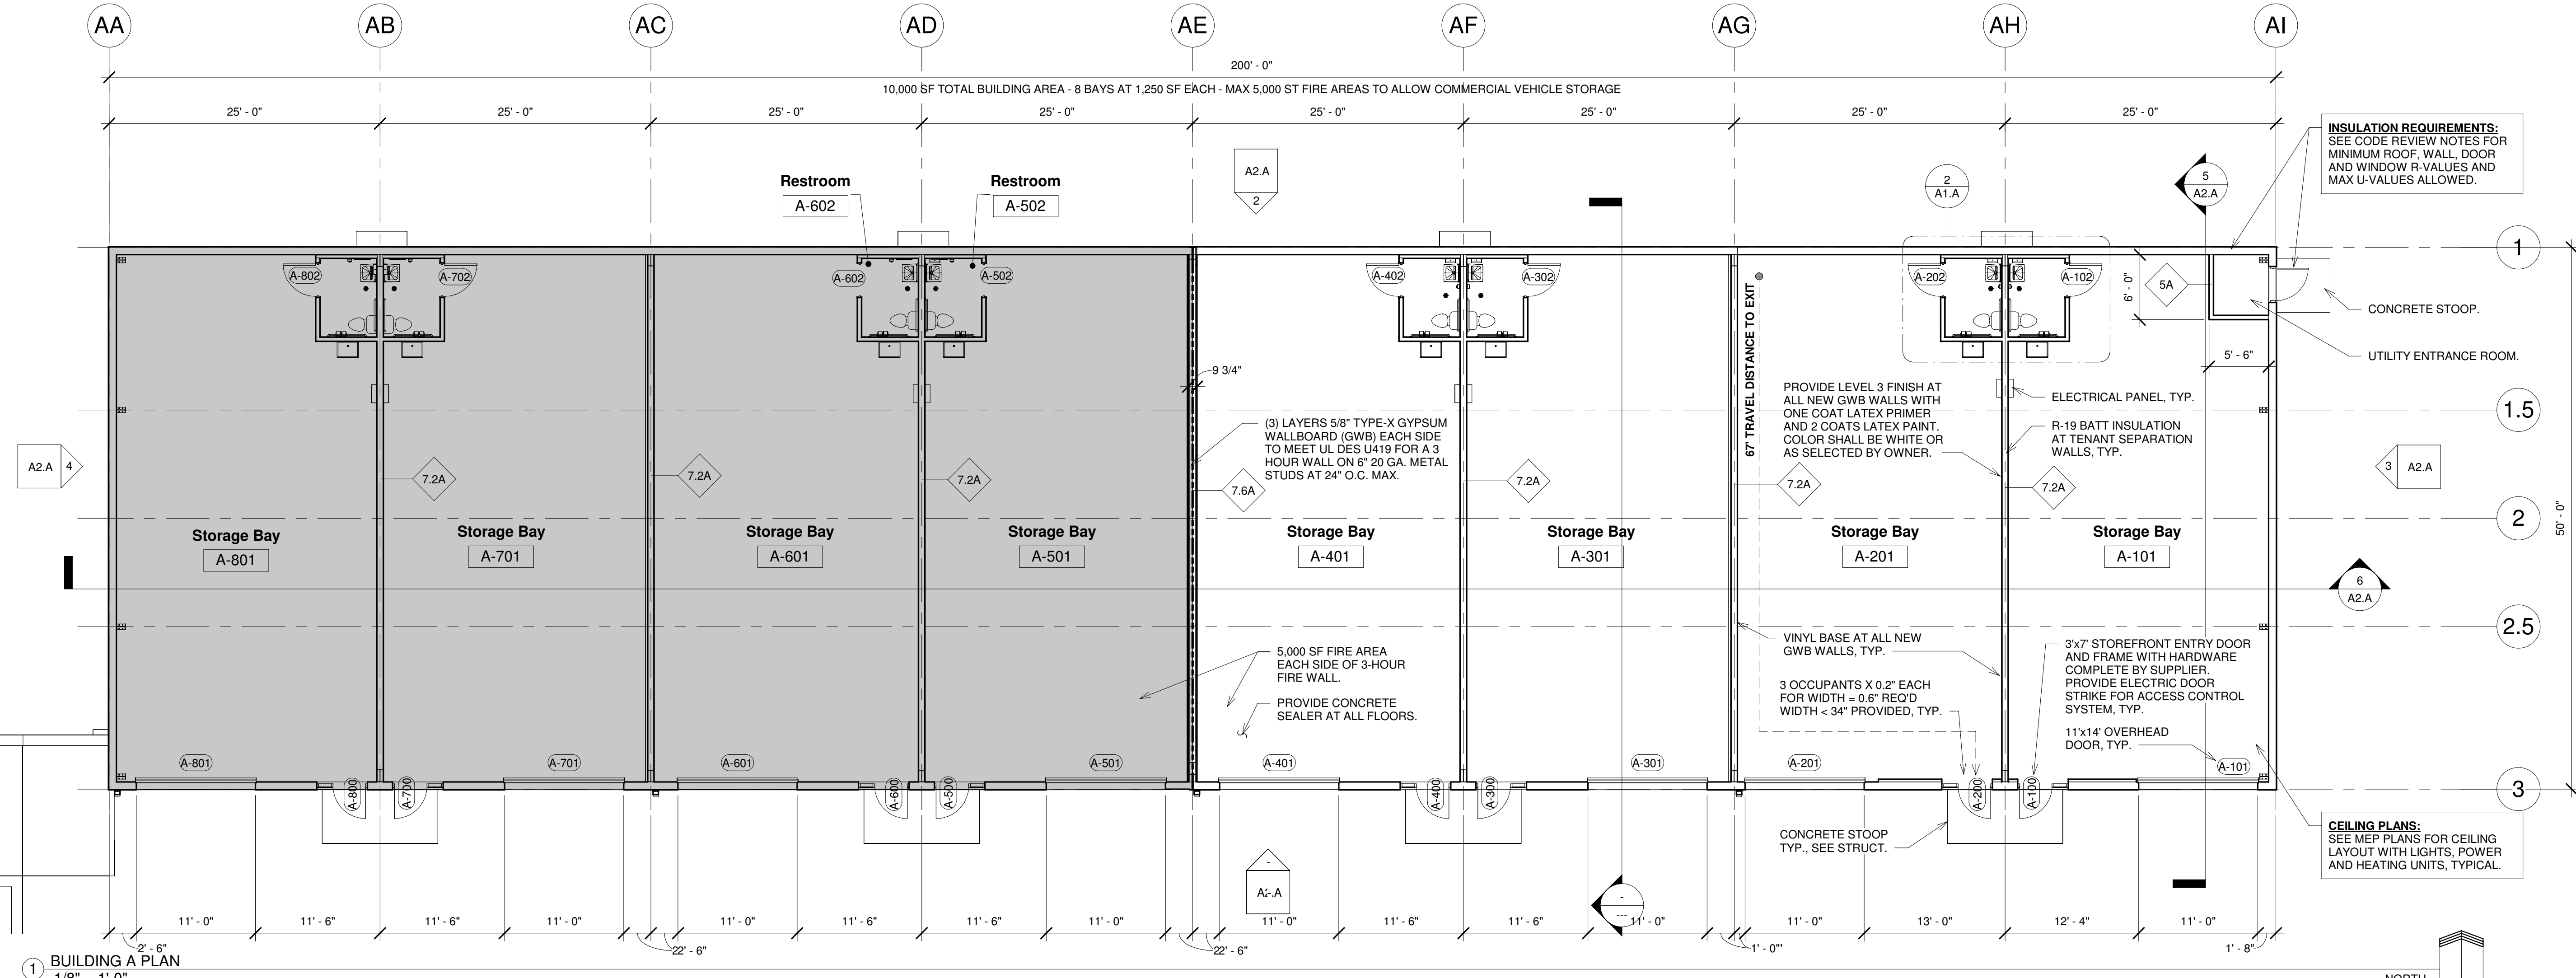 AA AB AC AD AE AF AG AH AI
200' - 0"
10,000 SF TOTAL BUILDING AREA - 8 BAYS AT 1,250 SF EACH - MAX 5,000 ST FIRE AREAS TO ALLOW COMMERCIAL VEHICLE STORAGE
25' - 0" 25' - 0" 25' - 0" 25' - 0" 25' - 0" 25' - 0" 25' - 0" 25' - 0"
INSULATION REQUIREMENTS:
SEE CODE REVIEW NOTES FOR
MINIMUM ROOF, WALL, DOOR
AND WINDOW R-VALUES AND
MAX U-VALUES ALLOWED.
Restroom
A-602
Restroom
A-502
A2.A
2
2
A1.A
5
A2.A
1
A-802 A-702 A-602 A-502 A-402 A-302 A-202 A-102
6' - 0"
5A
CONCRETE STOOP.
UTILITY ENTRANCE ROOM.
5' - 6"
9 3/4"
67' TRAVEL DISTANCE TO EXIT
(3) LAYERS 5/8" TYPE-X GYPSUM
WALLBOARD (GWB) EACH SIDE
TO MEET UL DES U419 FOR A 3
HOUR WALL ON 6" 20 GA. METAL
STUDS AT 24" O.C. MAX.
PROVIDE LEVEL 3 FINISH AT
ALL NEW GWB WALLS WITH
ONE COAT LATEX PRIMER
AND 2 COATS LATEX PAINT.
COLOR SHALL BE WHITE OR
AS SELECTED BY OWNER.
ELECTRICAL PANEL, TYP.
R-19 BATT INSULATION
AT TENANT SEPARATION
WALLS, TYP.
1.5
A2.A 4
3 A2.A
7.2A 7.2A 7.2A 7.6A 7.2A 7.2A 7.2A
2
50' - 0"
Storage Bay
A-801
Storage Bay
A-701
Storage Bay
A-601
Storage Bay
A-501
Storage Bay
A-401
Storage Bay
A-301
Storage Bay
A-201
Storage Bay
A-101
6
A2.A
2.5
5,000 SF FIRE AREA
EACH SIDE OF 3-HOUR
FIRE WALL.
PROVIDE CONCRETE
SEALER AT ALL FLOORS.
VINYL BASE AT ALL NEW
GWB WALLS, TYP.
3 OCCUPANTS X 0.2" EACH
FOR WIDTH = 0.6" REQ'D
WIDTH < 34" PROVIDED, TYP.
3'x7' STOREFRONT ENTRY DOOR
AND FRAME WITH HARDWARE
COMPLETE BY SUPPLIER.
PROVIDE ELECTRIC DOOR
STRIKE FOR ACCESS CONTROL
SYSTEM, TYP.
11'x14' OVERHEAD
DOOR, TYP.
A-801 A-701 A-601 A-501 A-401 A-301 A-201 A-101
A-800 A-700 A-600 A-500 A-400 A-300 A-200 A-100
3
CONCRETE STOOP
TYP., SEE STRUCT.
CEILING PLANS:
SEE MEP PLANS FOR CEILING
LAYOUT WITH LIGHTS, POWER
AND HEATING UNITS, TYPICAL.
-
-
---
11' - 0" 11' - 6" 11' - 6" 11' - 0" 11' - 0" 11' - 6" 11' - 6" 11' - 0" 11' - 0" 11' - 6" 11' - 6" 11' - 0" 11' - 0" 13' - 0" 12' - 4" 11' - 0"
2' - 6" 22' - 6" 22' - 6" 1' - 0" 1' - 8"
1 BUILDING A PLAN